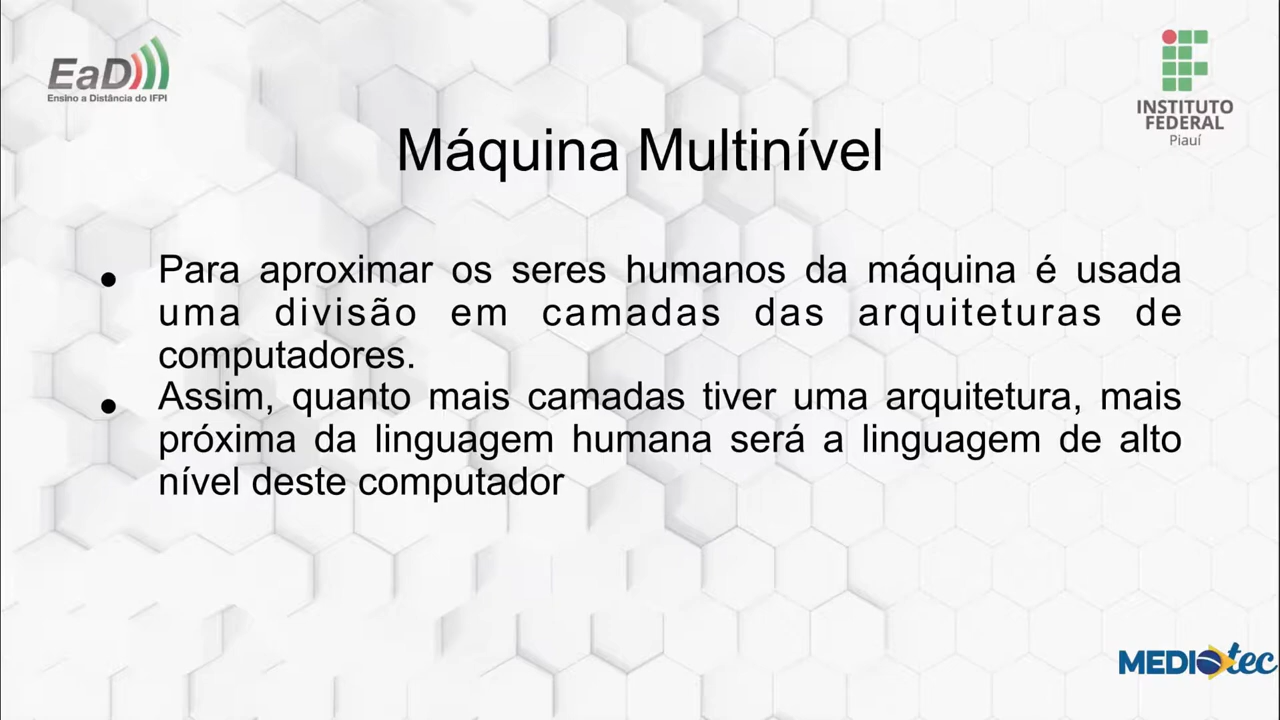 EaD
Ensino a Distância do IFPI
INSTITUTO
FEDERAL
Piauí
Máquina Multinível
• Para aproximar os seres humanos da máquina é usada
uma divisão em camadas das arquiteturas de
computadores.
• Assim, quanto mais camadas tiver uma arquitetura, mais
próxima da linguagem humana será a linguagem de alto
nível deste computador
MEDIOtec